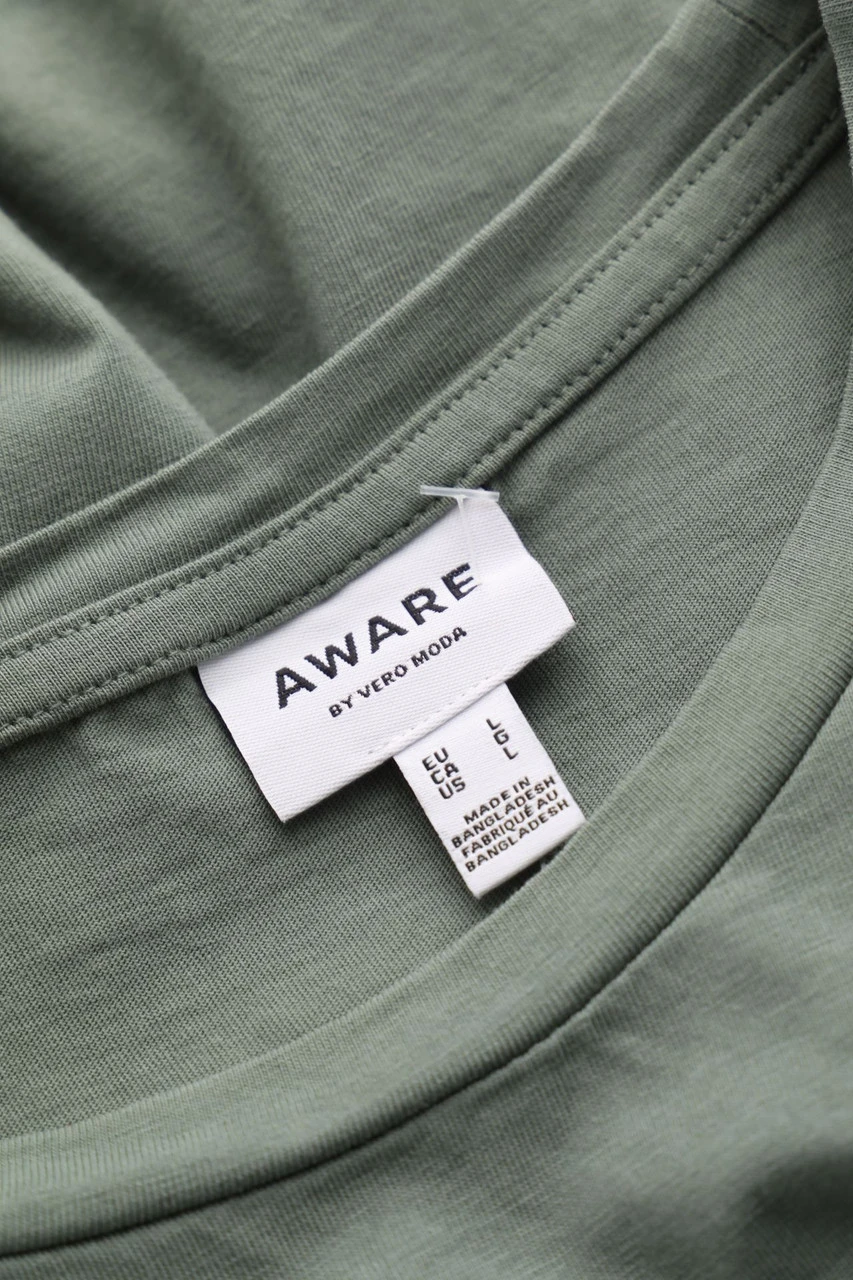 AWARE
BY VERO MODA
EU L
CA G
US L
MADE IN
BANGLADESH
FABRIQUÉ AU
BANGLADESH